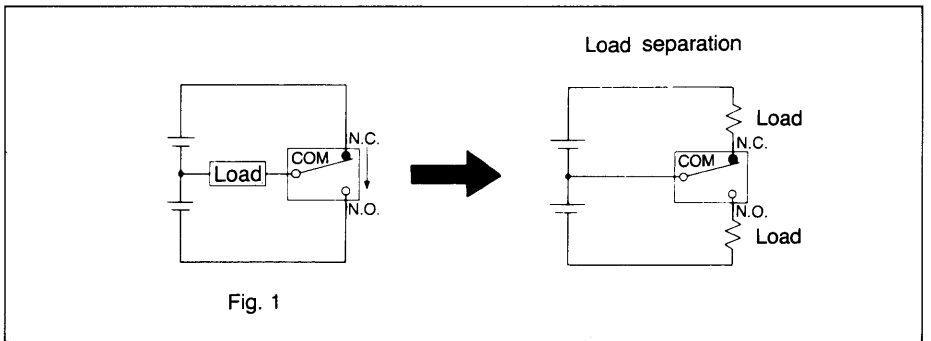 Load separation
N.C.
COM
Load
N.O.
Fig. 1
Load
N.C.
COM
N.O.
Load